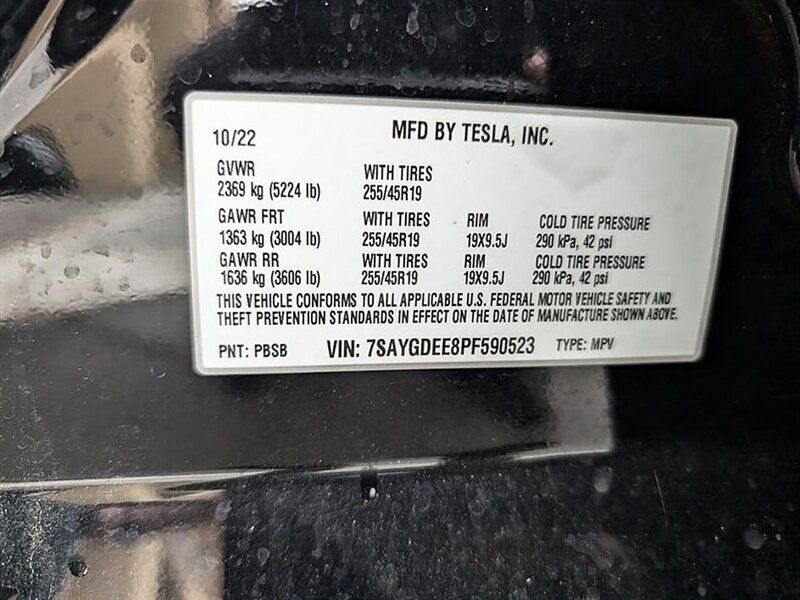 10/22 MFD BY TESLA, INC.
GVWR WITH TIRES
2369 kg (5224 lb) 255/45R19
GAWR FRT WITH TIRES RIM COLD TIRE PRESSURE
1363 kg (3004 lb) 255/45R19 19X9.5J 290 kPa, 42 psi
GAWR RR WITH TIRES RIM COLD TIRE PRESSURE
1636 kg (3606 lb) 255/45R19 19X9.5J 290 kPa, 42 psi
THIS VEHICLE CONFORMS TO ALL APPLICABLE U.S. FEDERAL MOTOR VEHICLE SAFETY AND
THEFT PREVENTION STANDARDS IN EFFECT ON THE DATE OF MANUFACTURE SHOWN ABOVE.
PNT: PBSB VIN: 7SAYGDEE8PF590523 TYPE: MPV